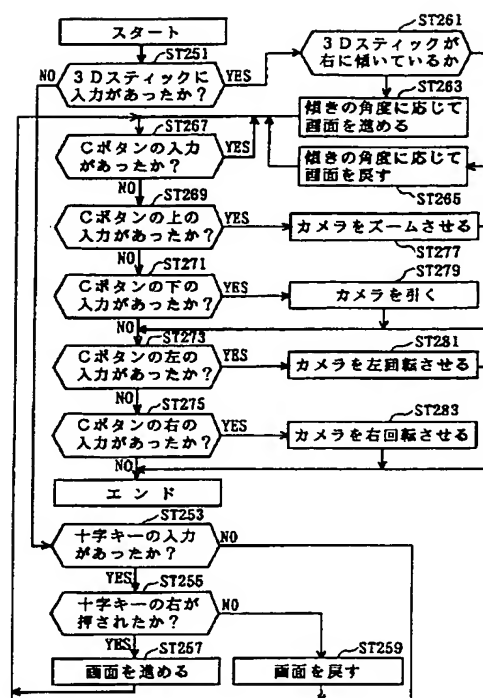 スタート
ST251
NO
3Dスティックに
入力があったか?
YES
ST261
3Dスティックが
右に傾いているか
ST263
傾きの角度に応じて
画面を進める
傾きの角度に応じて
画面を戻す
ST265
ST267
Cボタンの入力
があったか?
YES
NO
ST269
Cボタンの上の
入力があったか?
YES
カメラをズームさせる
ST277
NO
ST271
Cボタンの下の
入力があったか?
YES
ST279
カメラを引く
NO
ST273
Cボタンの左の
入力があったか?
YES
ST281
カメラを左回転させる
NO
ST275
Cボタンの右の
入力があったか?
YES
ST283
カメラを右回転させる
NO
エンド
ST253
十字キーの入力
があったか?
NO
YES
ST255
十字キーの右が
押されたか?
NO
YES
ST257
画面を進める
ST259
画面を戻す